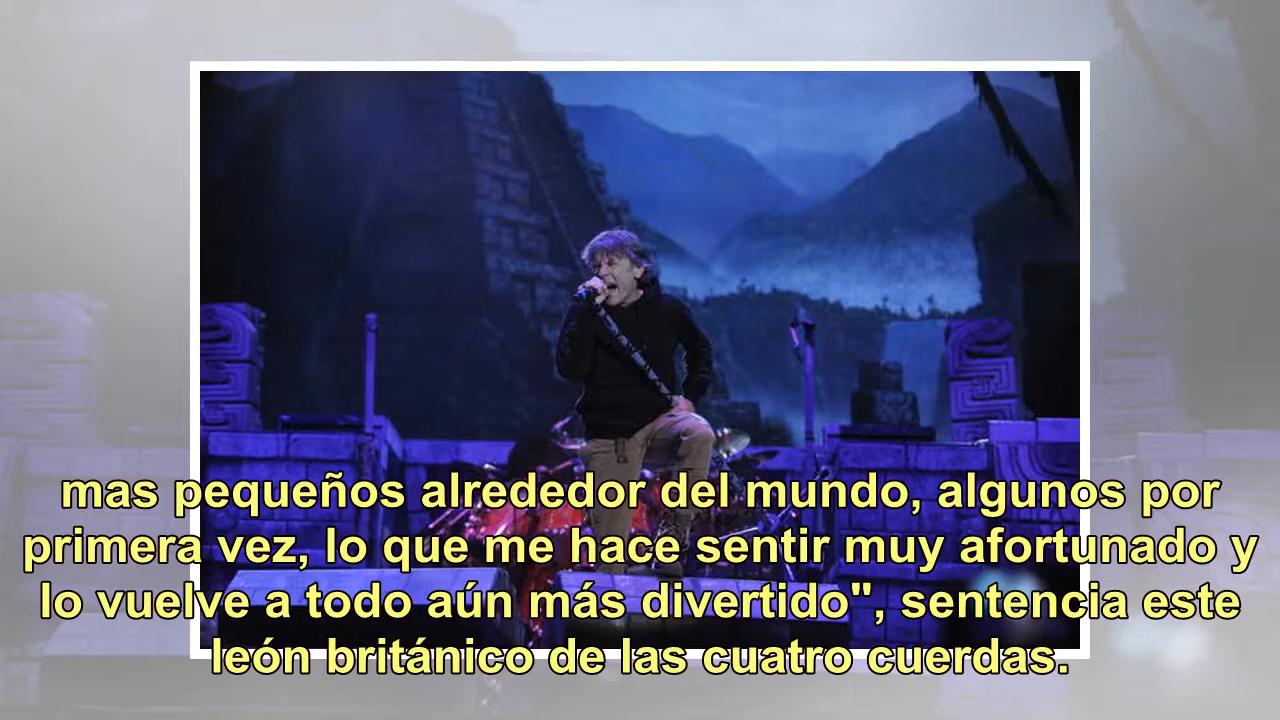 mas pequeños alrededor del mundo, algunos por
primera vez, lo que me hace sentir muy afortunado y
lo vuelve a todo aún más divertido", sentencia este
león británico de las cuatro cuerdas.